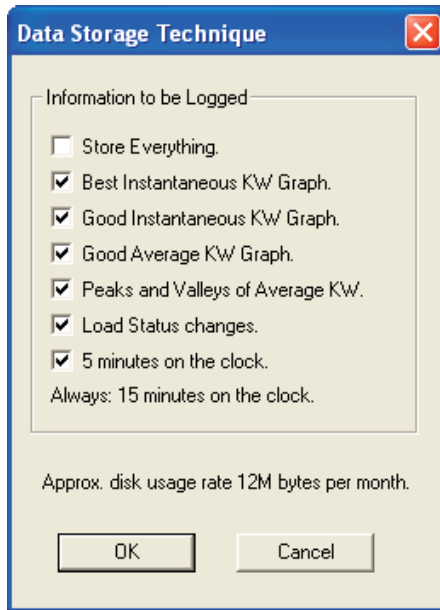 Data Storage Technique
Information to be Logged
Store Everything.
Best Instantaneous KW Graph.
Good Instantaneous KW Graph.
Good Average KW Graph.
Peaks and Valleys of Average KW.
Load Status changes.
5 minutes on the clock.
Always: 15 minutes on the clock.
Approx. disk usage rate 12M bytes per month.
OK
Cancel